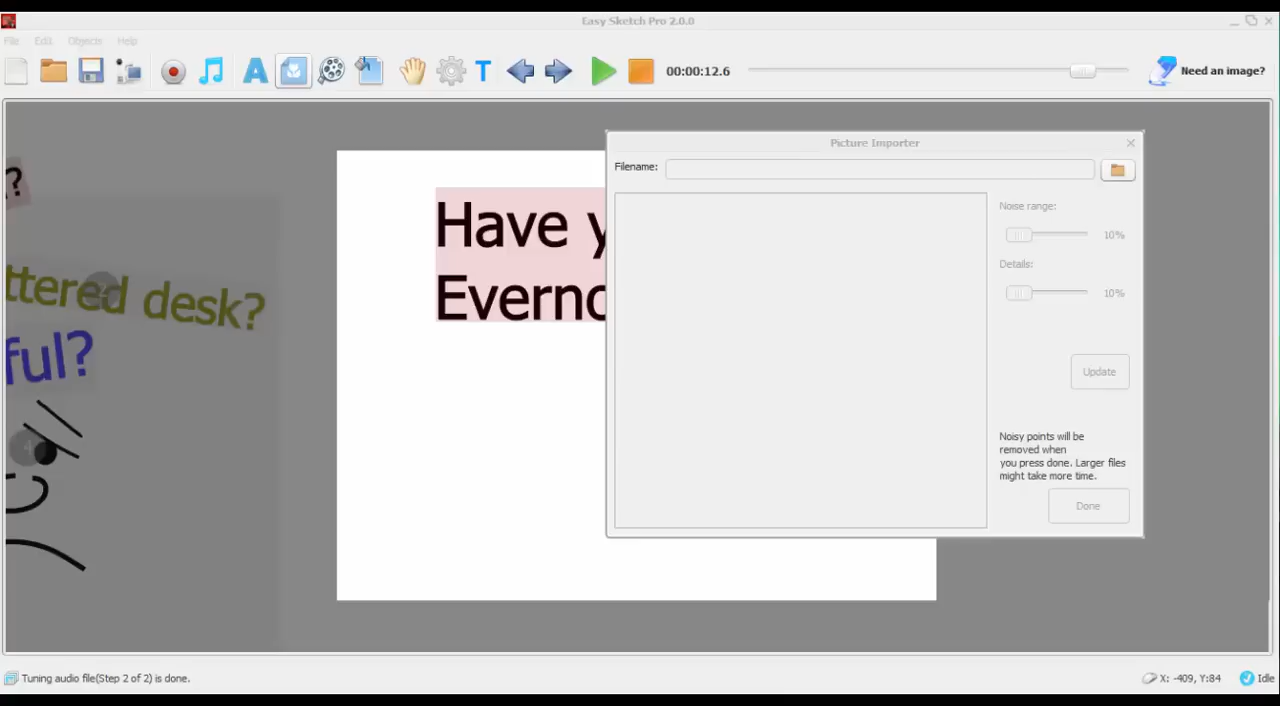 Easy Sketch Pro 2.0.0
File Edit Objects Help
A T 00:00:12.6 Need an image?
?
ttered desk?
ful?
4
Have y
Everno
Picture Importer
Filename:
Noise range:
10%
Details:
10%
Update
Noisy points will be
removed when
you press done. Larger files
might take more time.
Done
Tuning audio file(Step 2 of 2) is done.
X: -409, Y:84 Idle